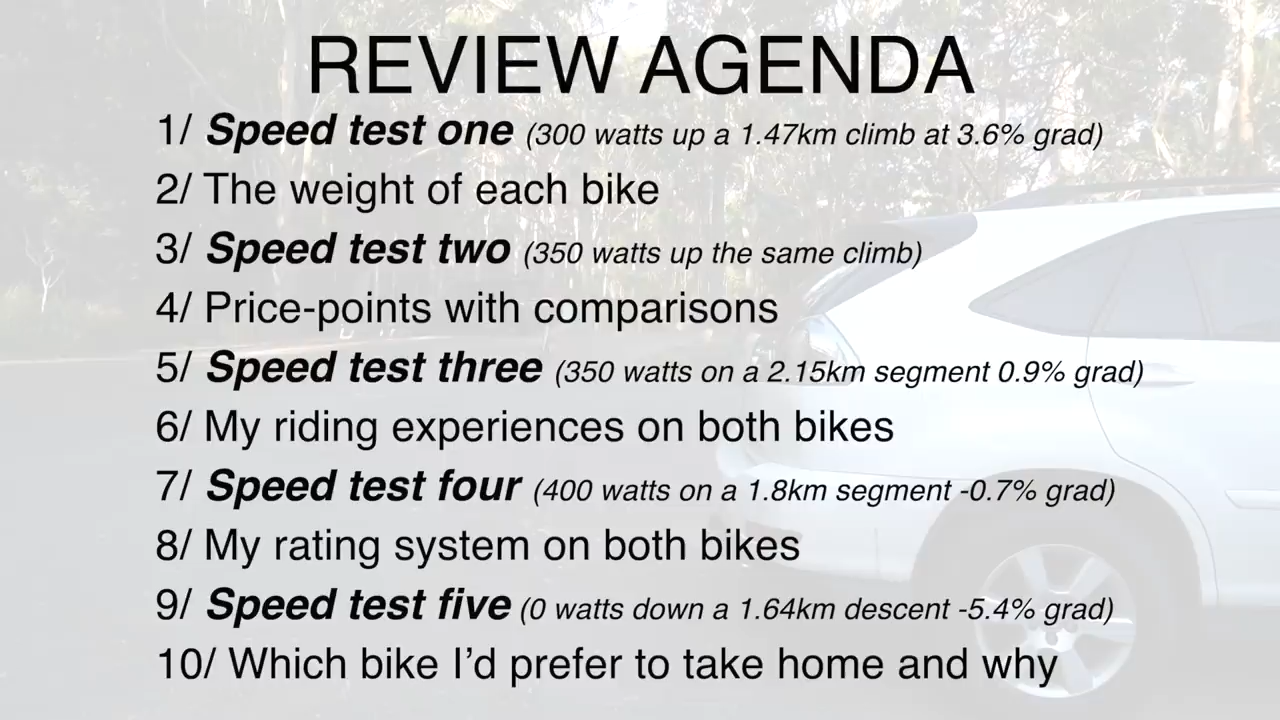 REVIEW AGENDA
1/ Speed test one (300 watts up a 1.47km climb at 3.6% grad)
2/ The weight of each bike
3/ Speed test two (350 watts up the same climb)
4/ Price-points with comparisons
5/ Speed test three (350 watts on a 2.15km segment 0.9% grad)
6/ My riding experiences on both bikes
7/ Speed test four (400 watts on a 1.8km segment -0.7% grad)
8/ My rating system on both bikes
9/ Speed test five (0 watts down a 1.64km descent -5.4% grad)
10/ Which bike I’d prefer to take home and why